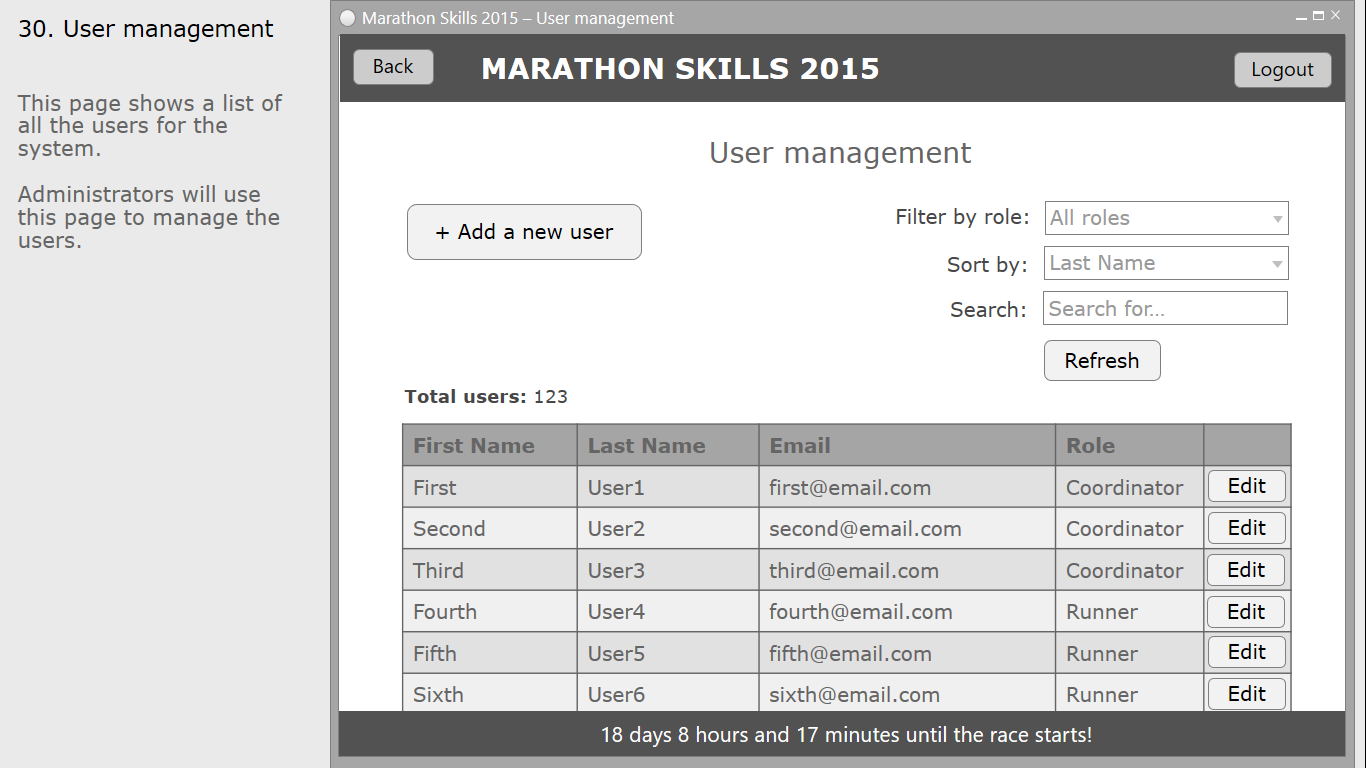 30. User management
This page shows a list of
all the users for the
system.
Administrators will use
this page to manage the
users.
Marathon Skills 2015 – User management
Back
MARATHON SKILLS 2015
Logout
User management
+ Add a new user
Filter by role: All roles
Sort by: Last Name
Search: Search for...
Refresh
Total users: 123
First Name Last Name Email Role
First User1 first@email.com Coordinator Edit
Second User2 second@email.com Coordinator Edit
Third User3 third@email.com Coordinator Edit
Fourth User4 fourth@email.com Runner Edit
Fifth User5 fifth@email.com Runner Edit
Sixth User6 sixth@email.com Runner Edit
18 days 8 hours and 17 minutes until the race starts!